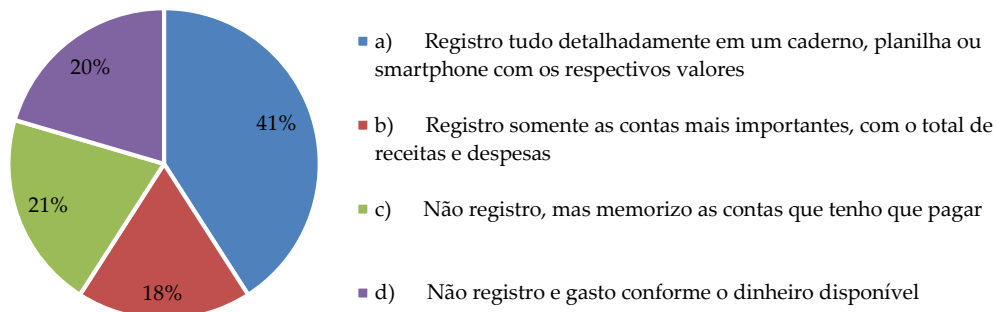 20%
41%
21%
18%
a) Registro tudo detalhadamente em um caderno, planilha ou
smartphone com os respectivos valores
b) Registro somente as contas mais importantes, com o total de
receitas e despesas
c) Não registro, mas memorizo as contas que tenho que pagar
d) Não registro e gasto conforme o dinheiro disponível